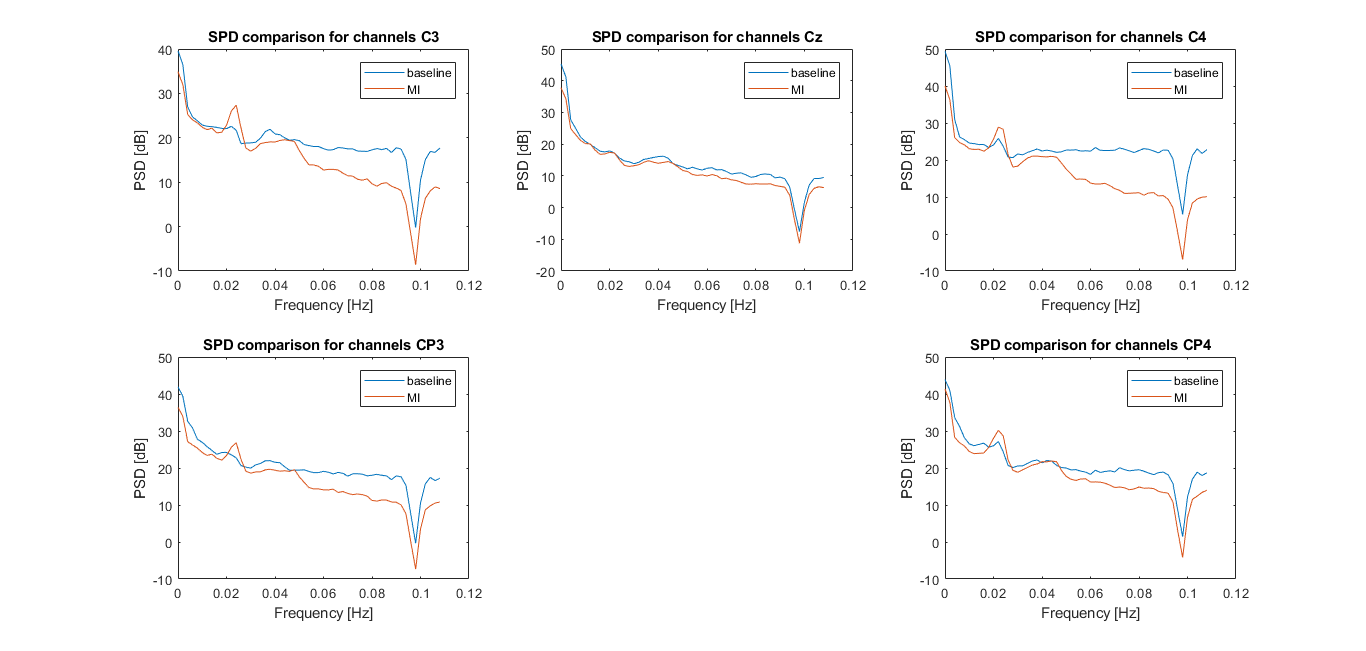 SPD comparison for channels C3
40
30
20
10
0
-10
PSD [dB]
baseline
MI
0 0.02 0.04 0.06 0.08 0.1 0.12
Frequency [Hz]
SPD comparison for channels Cz
50
40
30
20
10
0
-10
-20
PSD [dB]
baseline
MI
0 0.02 0.04 0.06 0.08 0.1 0.12
Frequency [Hz]
SPD comparison for channels C4
50
40
30
20
10
0
-10
PSD [dB]
baseline
MI
0 0.02 0.04 0.06 0.08 0.1 0.12
Frequency [Hz]
SPD comparison for channels CP3
50
40
30
20
10
0
-10
PSD [dB]
baseline
MI
0 0.02 0.04 0.06 0.08 0.1 0.12
Frequency [Hz]
SPD comparison for channels CP4
50
40
30
20
10
0
-10
PSD [dB]
baseline
MI
0 0.02 0.04 0.06 0.08 0.1 0.12
Frequency [Hz]